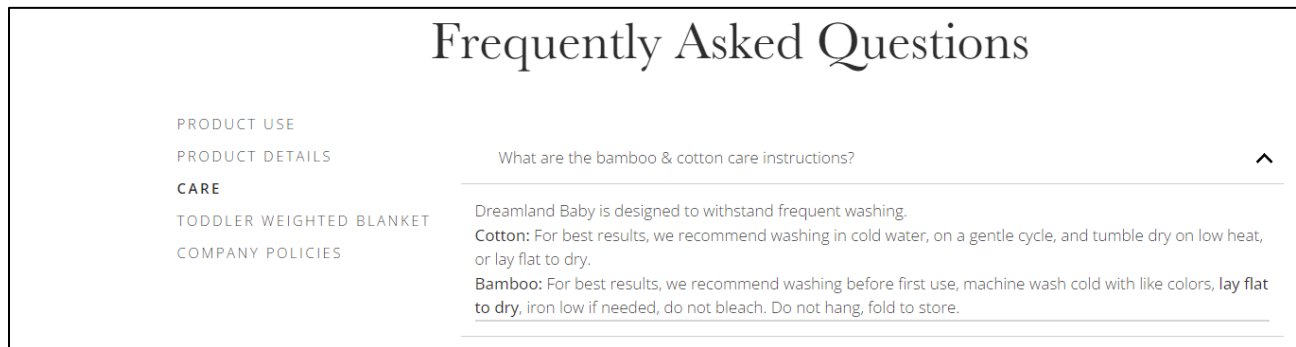 Frequently Asked Questions
PRODUCT USE
PRODUCT DETAILS
CARE
TODDLER WEIGHTED BLANKET
COMPANY POLICIES
What are the bamboo & cotton care instructions?
Dreamland Baby is designed to withstand frequent washing.
Cotton: For best results, we recommend washing in cold water, on a gentle cycle, and tumble dry on low heat,
or lay flat to dry.
Bamboo: For best results, we recommend washing before first use, machine wash cold with like colors, lay flat
to dry, iron low if needed, do not bleach. Do not hang, fold to store.